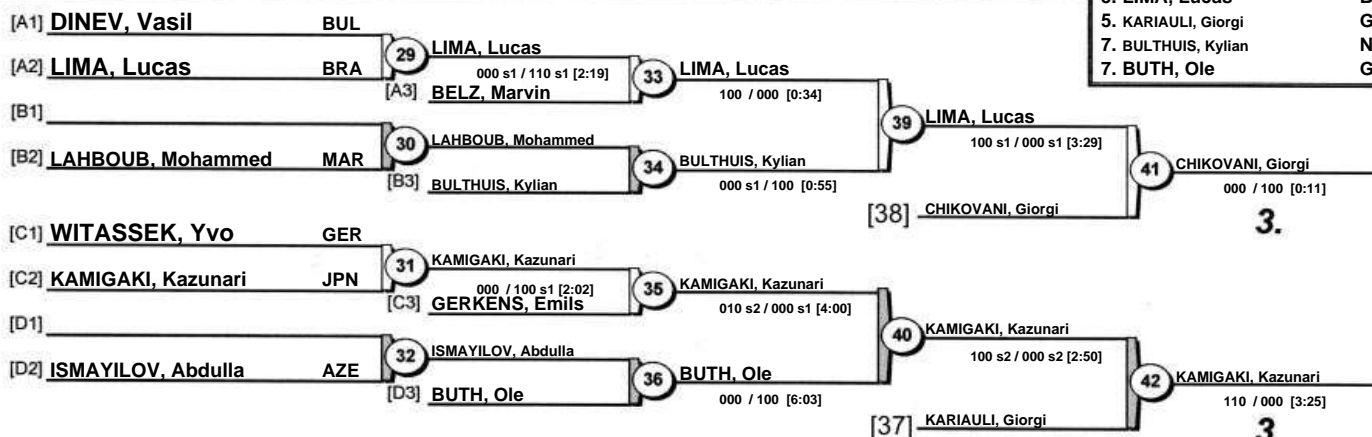 [A1] DINEV, Vasil BUL
[A2] LIMA, Lucas BRA
29
LIMA, Lucas
000 s1 / 110 s1 [2:19]
[A3] BELZ, Marvin
33
LIMA, Lucas
100 / 000 [0:34]
[B1]
[B2] LAHBOUB, Mohammed MAR
30
LAHBOUB, Mohammed
[B3] BULTHUIS, Kylian
34
BULTHUIS, Kylian
000 s1 / 100 [0:55]
39
LIMA, Lucas
100 s1 / 000 s1 [3:29]
[38] CHIKOVANI, Giorgi
41
CHIKOVANI, Giorgi
000 / 100 [0:11]
3.
[C1] WITASSEK, Yvo GER
[C2] KAMIGAKI, Kazunari JPN
31
KAMIGAKI, Kazunari
000 / 100 s1 [2:02]
[C3] GERKENS, Emils
35
KAMIGAKI, Kazunari
010 s2 / 000 s1 [4:00]
[D1]
[D2] ISMAYILOV, Abdulla AZE
32
ISMAYILOV, Abdulla
[D3] BUTH, Ole
36
BUTH, Ole
000 / 100 [6:03]
40
KAMIGAKI, Kazunari
100 s2 / 000 s2 [2:50]
[37] KARIAULI, Giorgi
42
KAMIGAKI, Kazunari
110 / 000 [3:25]
3
5. KARIAULI, Giorgi G
7. BULTHUIS, Kylian N
7. BUTH, Ole G